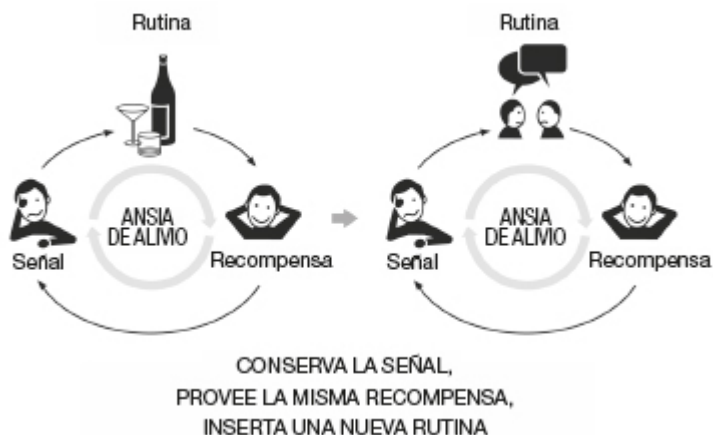 Rutina
ANSIA
DE ALIVIO
Señal
Recompensa
Rutina
ANSIA
DE ALIVIO
Señal
Recompensa
CONSERVA LA SEÑAL,
PROVEE LA MISMA RECOMPENSA,
INSERTA UNA NUEVA RUTINA